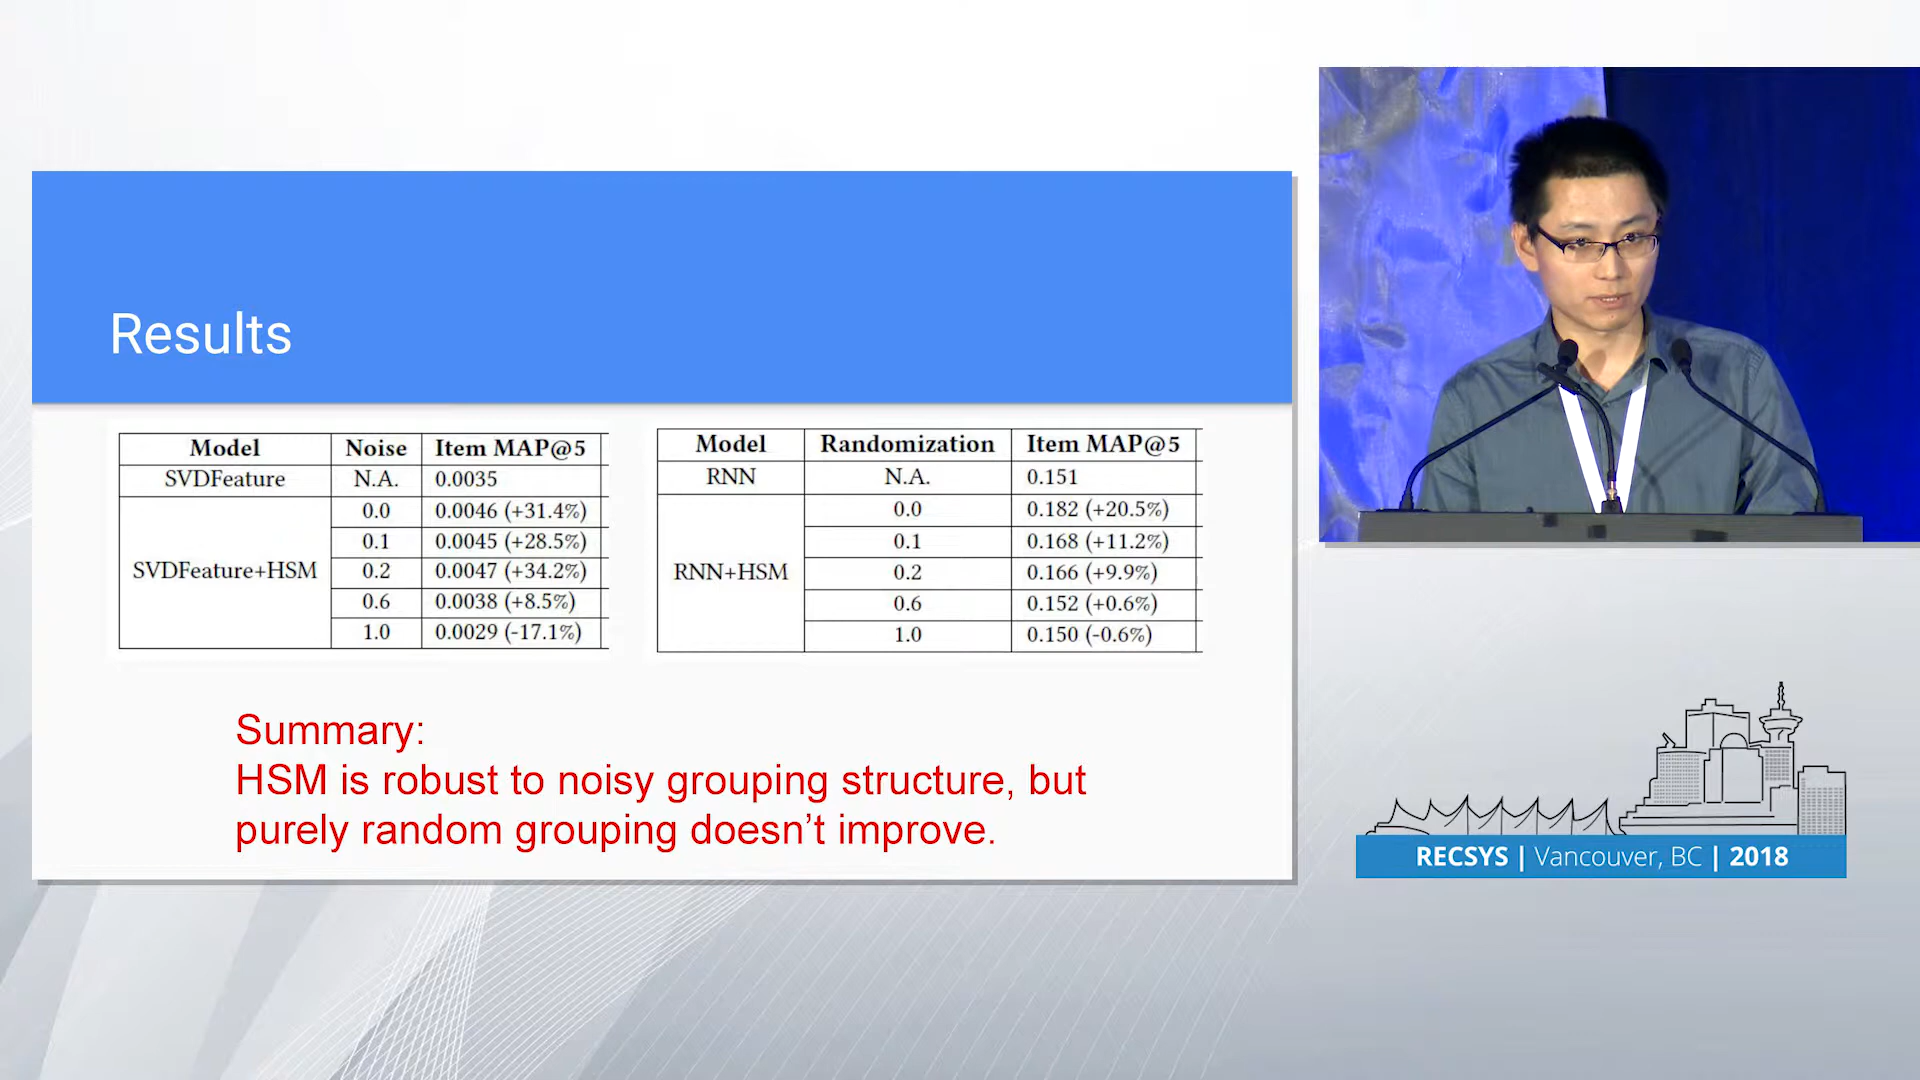 Results
Model Noise Item MAP@5
SVDFeature N.A. 0.0035
SVDFeature+HSM
0.0 0.0046 (+31.4%)
0.1 0.0045 (+28.5%)
0.2 0.0047 (+34.2%)
0.6 0.0038 (+8.5%)
1.0 0.0029 (-17.1%)
Model Randomization Item MAP@5
RNN N.A. 0.151
RNN+HSM
0.0 0.182 (+20.5%)
0.1 0.168 (+11.2%)
0.2 0.166 (+9.9%)
0.6 0.152 (+0.6%)
1.0 0.150 (-0.6%)
Summary:
HSM is robust to noisy grouping structure, but
purely random grouping doesn’t improve.
RECSYS | Vancouver, BC | 2018